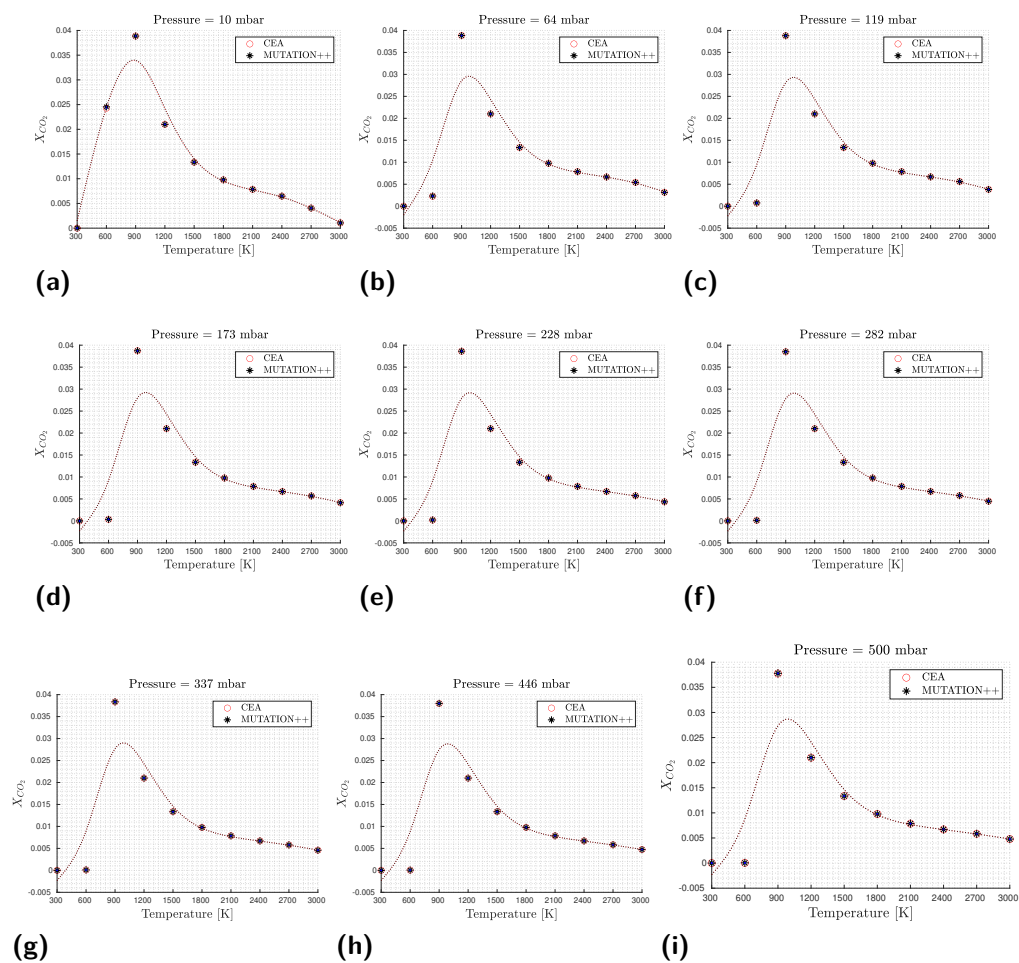 Pressure = 10 mbar
X_{CO_2}
0.04
0.035
0.03
0.025
0.02
0.015
0.01
0.005
0
CEA
MUTATION++
300 600 900 1200 1500 1800 2100 2400 2700 3000
Temperature [K]
(a)
Pressure = 64 mbar
X_{CO_2}
0.04
0.035
0.03
0.025
0.02
0.015
0.01
0.005
0
-0.005
CEA
MUTATION++
300 600 900 1200 1500 1800 2100 2400 2700 3000
Temperature [K]
(b)
Pressure = 119 mbar
X_{CO_2}
0.04
0.035
0.03
0.025
0.02
0.015
0.01
0.005
0
-0.005
CEA
MUTATION++
300 600 900 1200 1500 1800 2100 2400 2700 3000
Temperature [K]
(c)
Pressure = 173 mbar
X_{CO_2}
0.04
0.035
0.03
0.025
0.02
0.015
0.01
0.005
0
-0.005
CEA
MUTATION++
300 600 900 1200 1500 1800 2100 2400 2700 3000
Temperature [K]
(d)
Pressure = 228 mbar
X_{CO_2}
0.04
0.035
0.03
0.025
0.02
0.015
0.01
0.005
0
-0.005
CEA
MUTATION++
300 600 900 1200 1500 1800 2100 2400 2700 3000
Temperature [K]
(e)
Pressure = 282 mbar
X_{CO_2}
0.04
0.035
0.03
0.025
0.02
0.015
0.01
0.005
0
-0.005
CEA
MUTATION++
300 600 900 1200 1500 1800 2100 2400 2700 3000
Temperature [K]
(f)
Pressure = 337 mbar
X_{CO_2}
0.04
0.035
0.03
0.025
0.02
0.015
0.01
0.005
0
-0.005
CEA
MUTATION++
300 600 900 1200 1500 1800 2100 2400 2700 3000
Temperature [K]
(g)
Pressure = 446 mbar
X_{CO_2}
0.04
0.035
0.03
0.025
0.02
0.015
0.01
0.005
0
-0.005
CEA
MUTATION++
300 600 900 1200 1500 1800 2100 2400 2700 3000
Temperature [K]
(h)
Pressure = 500 mbar
X_{CO_2}
0.04
0.035
0.03
0.025
0.02
0.015
0.01
0.005
0
-0.005
CEA
MUTATION++
300 600 900 1200 1500 1800 2100 2400 2700 3000
Temperature [K]
(i)